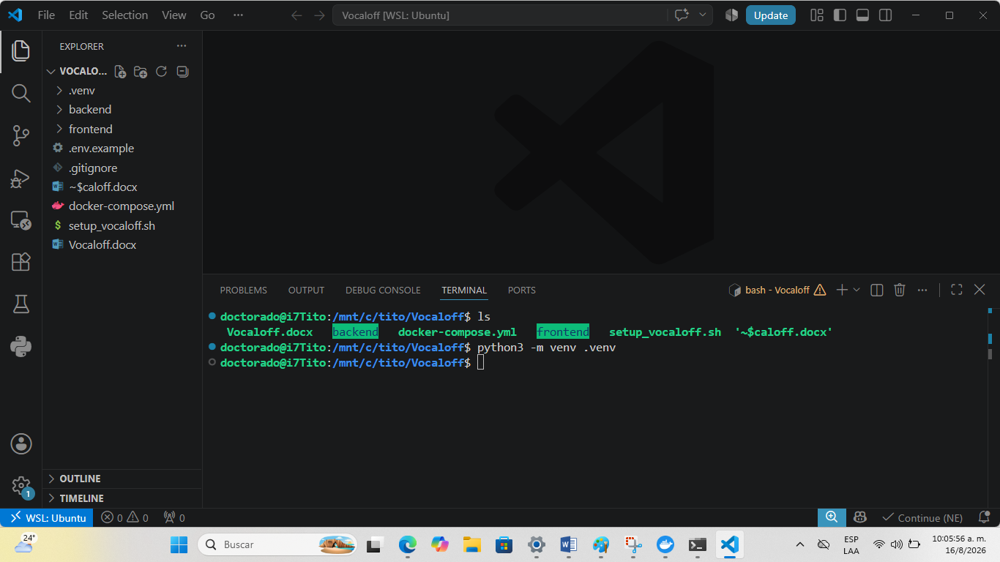 File Edit Selection View Go ···
Vocaloff [WSL: Ubuntu]
Update
EXPLORER
VOCALO...
.venv
backend
frontend
.env.example
.gitignore
~$caloff.docx
docker-compose.yml
$ setup_vocaloff.sh
Vocaloff.docx
OUTLINE
TIMELINE
PROBLEMS OUTPUT DEBUG CONSOLE TERMINAL PORTS
bash - Vocaloff
doctorado@i7Tito:/mnt/c/tito/Vocaloff$ ls
Vocaloff.docx backend docker-compose.yml frontend setup_vocaloff.sh '~$caloff.docx'
doctorado@i7Tito:/mnt/c/tito/Vocaloff$ python3 -m venv .venv
doctorado@i7Tito:/mnt/c/tito/Vocaloff$
1
WSL: Ubuntu 0 0 0
Continue (NE)
24°
Buscar
ESP
LAA
10:05:56 a. m.
16/8/2026